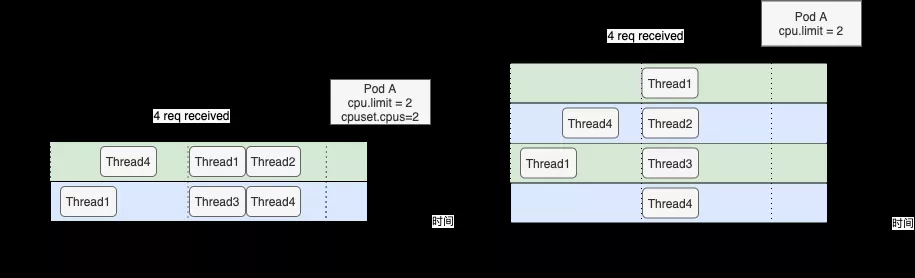 Pod A
cpu.limit = 2
cpuset.cpus=2
4 req received
Thread4
Thread1
Thread2
Thread1
Thread3
Thread4
时间
Pod A
cpu.limit = 2
4 req received
Thread1
Thread4
Thread2
Thread1
Thread3
Thread4
时间